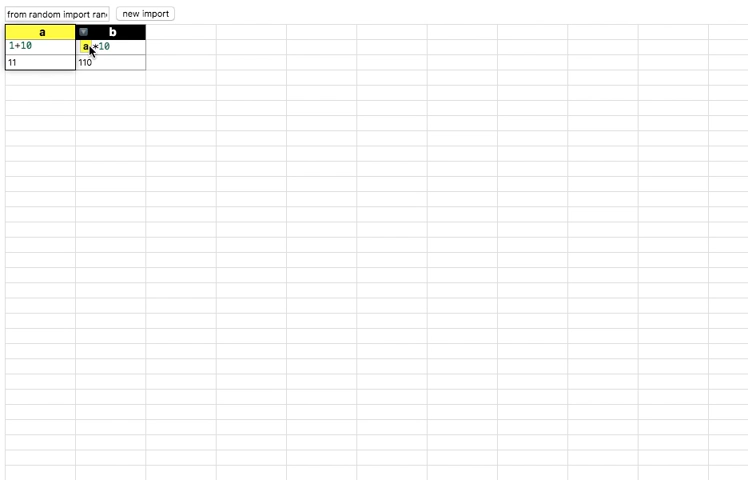 from random import ran
new import
a b
1+10 a*10
11 110